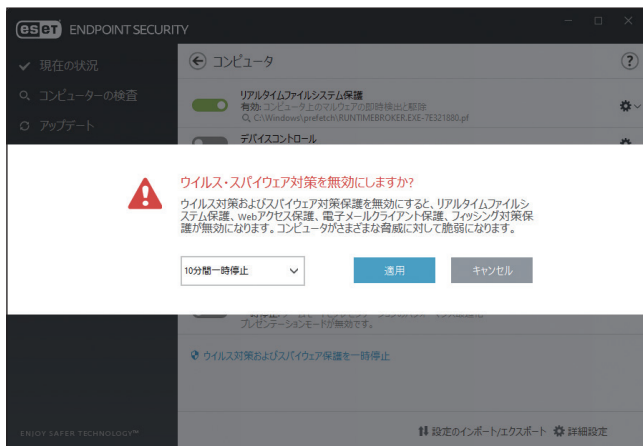 eset ENDPOINT SECURITY
現在の状況
コンピューターの検査
アップデート
コンピュータ
?
リアルタイムファイルシステム保護
有効: コンピュータ上のマルウェアの即時検出と駆除
C:\Windows\prefetch\RUNTIMEBROKER.EXE-7E321880.pf
デバイスコントロール
ウイルス・スパイウェア対策を無効にしますか?
ウイルス対策およびスパイウェア対策保護を無効にすると、リアルタイムファイルシ
ステム保護、Webアクセス保護、電子メールクライアント保護、フィッシング対策保
護が無効になります。コンピュータがさまざまな脅威に対して脆弱になります。
10分間一時停止
適用
キャンセル
プレゼンテーションモードが無効です。
ウイルス対策およびスパイウェア保護を一時停止
ENJOY SAFER TECHNOLOGY™
設定のインポート/エクスポート
詳細設定